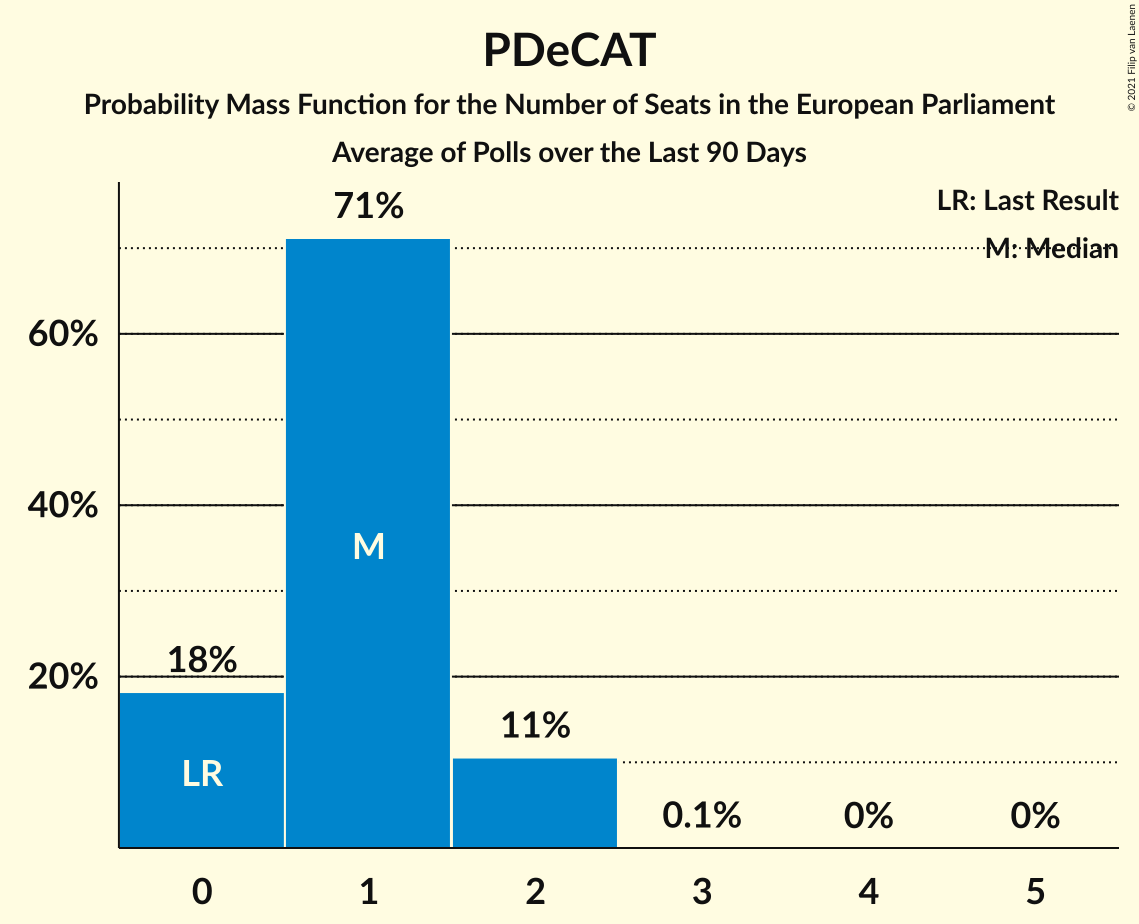 PDeCAT
Probability Mass Function for the Number of Seats in the European Parliament
Average of Polls over the Last 90 Days
© 2021 Filip van Laenen
LR: Last Result
M: Median
71%
60%
40%
M
18%
20%
11%
LR
0.1%
0%
0%
0
1
2
3
4
5